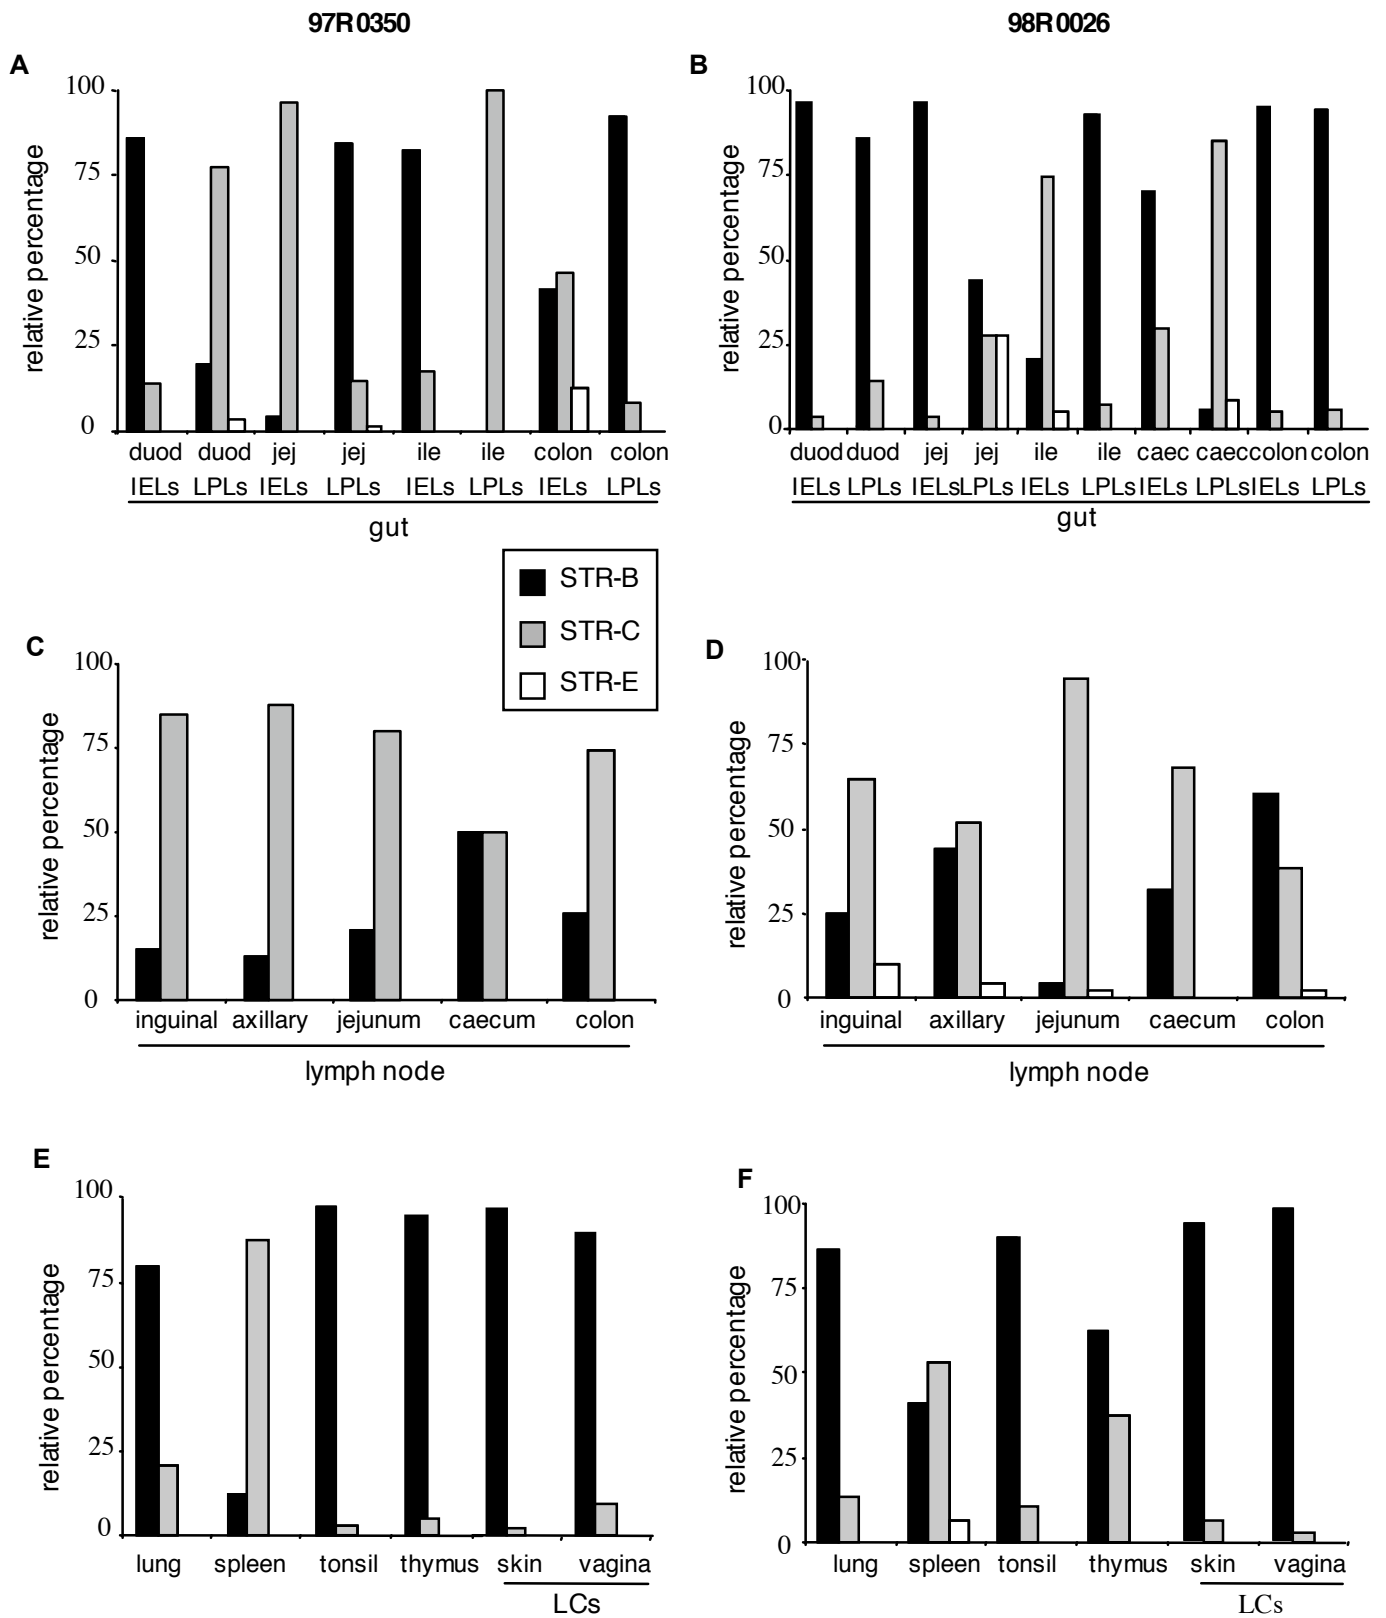 97R0350
98R0026
A
100
75
50
25
0
relative percentage
duod duod jej jej ile ile colon colon
IELs LPLs IELs LPLs IELs LPLs IELs LPLs
gut
B
100
75
50
25
0
relative percentage
duod duod jej jej ile ile caec caec colon colon
IELs LPLs IELs LPLs IELs LPLs IELs LPLs IELs LPLs
gut
STR-B
STR-C
STR-E
C
100
75
50
25
0
relative percentage
inguinal axillary jejunum caecum colon
lymph node
D
100
75
50
25
0
relative percentage
inguinal axillary jejunum caecum colon
lymph node
E
100
75
50
25
0
relative percentage
lung spleen tonsil thymus skin vagina
LCs
F
100
75
50
25
0
relative percentage
lung spleen tonsil thymus skin vagina
LCs